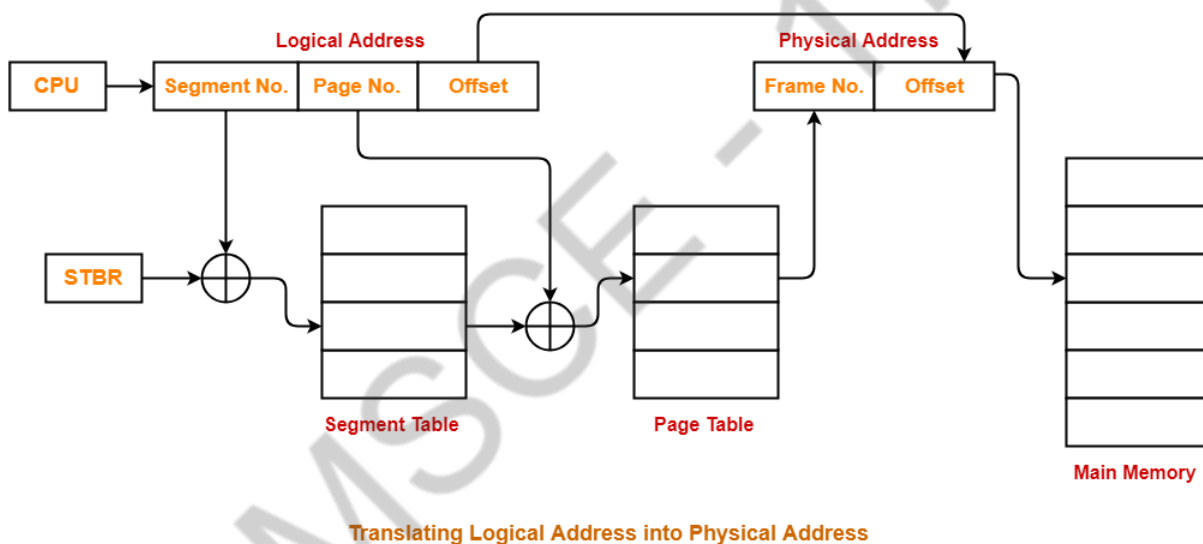 Logical Address
Physical Address
CPU
Segment No.
Page No.
Offset
Frame No.
Offset
STBR
Segment Table
Page Table
Main Memory
Translating Logical Address into Physical Address